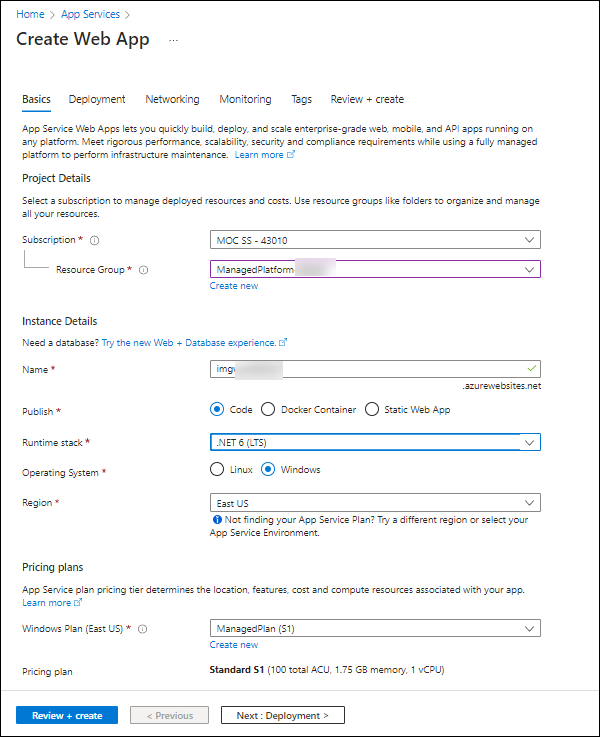 Home > App Services >
Create Web App ...
Basics Deployment Networking Monitoring Tags Review + create
App Service Web Apps lets you quickly build, deploy, and scale enterprise-grade web, mobile, and API apps running on
any platform. Meet rigorous performance, scalability, security and compliance requirements while using a fully managed
platform to perform infrastructure maintenance. Learn more
Project Details
Select a subscription to manage deployed resources and costs. Use resource groups like folders to organize and manage
all your resources.
Subscription * MOC SS - 43010
Resource Group * ManagedPlatform
Create new
Instance Details
Need a database? Try the new Web + Database experience.
Name * imgv
.azurewebsites.net
Publish * Code Docker Container Static Web App
Runtime stack * .NET 6 (LTS)
Operating System * Linux Windows
Region * East US
Not finding your App Service Plan? Try a different region or select your
App Service Environment.
Pricing plans
App Service plan pricing tier determines the location, features, cost and compute resources associated with your app.
Learn more
Windows Plan (East US) * ManagedPlan (S1)
Create new
Pricing plan Standard S1 (100 total ACU, 1.75 GB memory, 1 vCPU)
Review + create < Previous Next : Deployment >